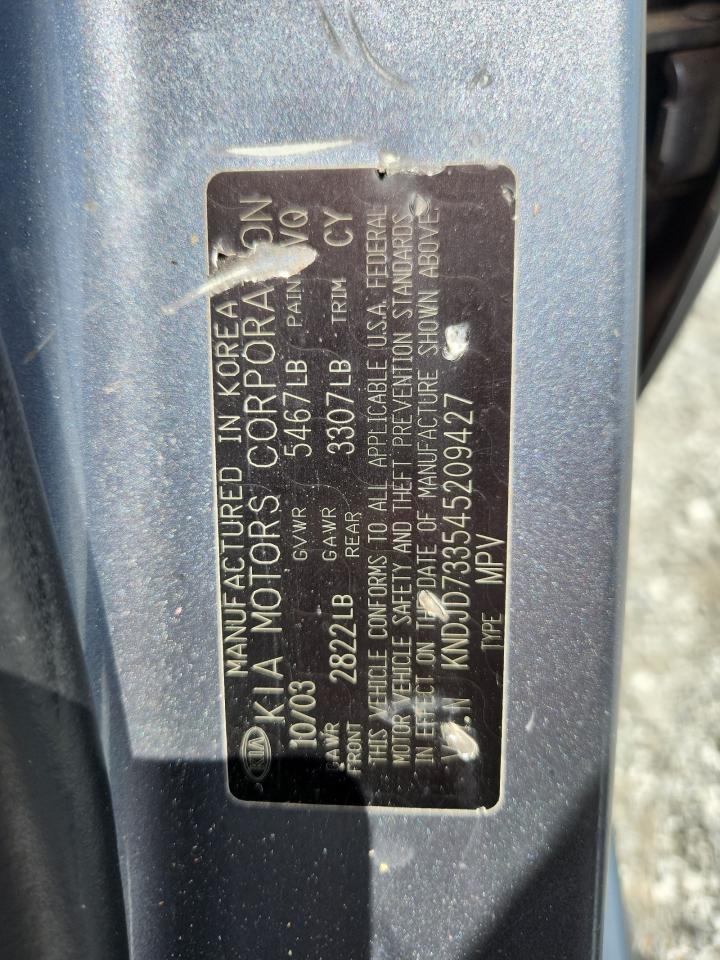 MANUFACTURED IN KOREA
KIA KIA MOTORS CORPORATION
10/03 GVWR 5467LB PAINT
GAWR FRONT 2822LB GAWR REAR 3307LB TRIM CY
THIS VEHICLE CONFORMS TO ALL APPLICABLE U.S.A. FEDERAL
MOTOR VEHICLE SAFETY AND THEFT PREVENTION STANDARDS
IN EFFECT ON THE DATE OF MANUFACTURE SHOWN ABOVE.
V.I.N KNDJD733545209427
TYPE MPV